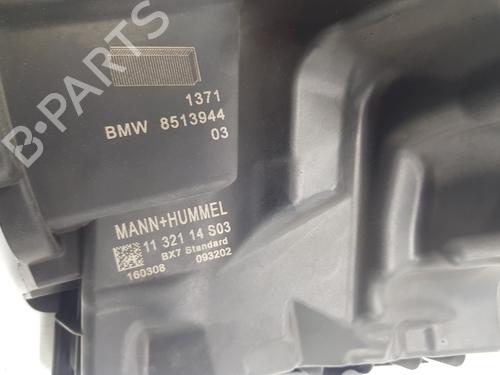 B-PARTS
1371
BMW 8513944
03
MANN+HUMMEL
11 321 14 S03
BX7 Standard
160308 093202